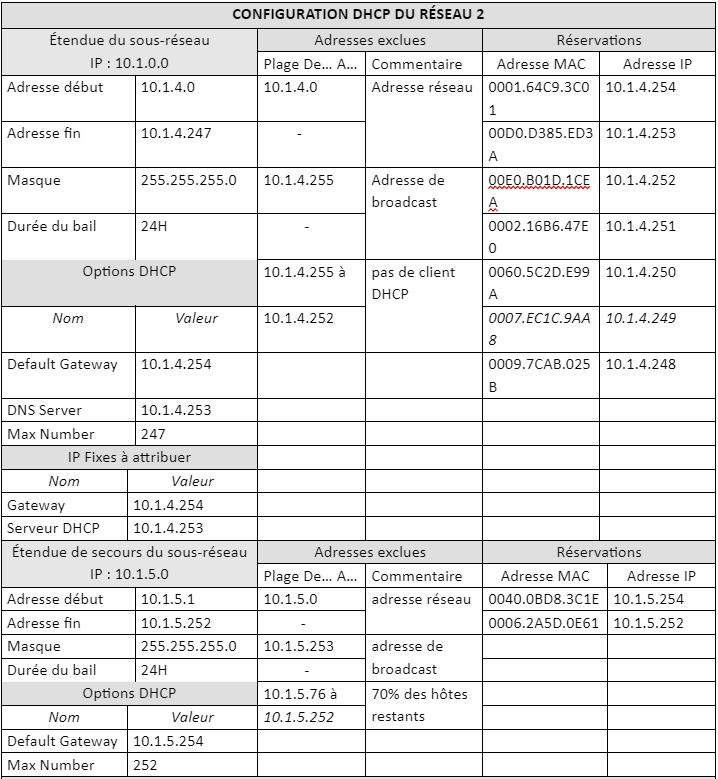 CONFIGURATION DHCP DU RÉSEAU 2
Étendue du sous-réseau
IP : 10.1.0.0
Adresses exclues
Réservations
Plage De... A... Commentaire Adresse MAC Adresse IP
Adresse début 10.1.4.0 10.1.4.0 Adresse réseau 0001.64C9.3C0 10.1.4.254
1
Adresse fin 10.1.4.247 - 00D0.D385.ED3 10.1.4.253
A
Masque 255.255.255.0 10.1.4.255 Adresse de 00E0.B01D.1CE 10.1.4.252
broadcast A
Durée du bail 24H - 0002.16B6.47E 10.1.4.251
0
Options DHCP 10.1.4.255 à pas de client 0060.5C2D.E99 10.1.4.250
DHCP A
Nom Valeur 10.1.4.252 0007.EC1C.9AA 10.1.4.249
8
Default Gateway 10.1.4.254 0009.7CAB.025 10.1.4.248
B
DNS Server 10.1.4.253
Max Number 247
IP Fixes à attribuer
Nom Valeur
Gateway 10.1.4.254
Serveur DHCP 10.1.4.253
Étendue de secours du sous-réseau
IP : 10.1.5.0
Adresses exclues
Réservations
Plage De... A... Commentaire Adresse MAC Adresse IP
Adresse début 10.1.5.1 10.1.5.0 adresse réseau 0040.0BD8.3C1E 10.1.5.254
Adresse fin 10.1.5.252 - 0006.2A5D.0E61 10.1.5.252
Masque 255.255.255.0 10.1.5.253 adresse de
Durée du bail 24H - broadcast
Options DHCP 10.1.5.76 à 70% des hôtes
Nom Valeur 10.1.5.252 restants
Default Gateway 10.1.5.254
Max Number 252